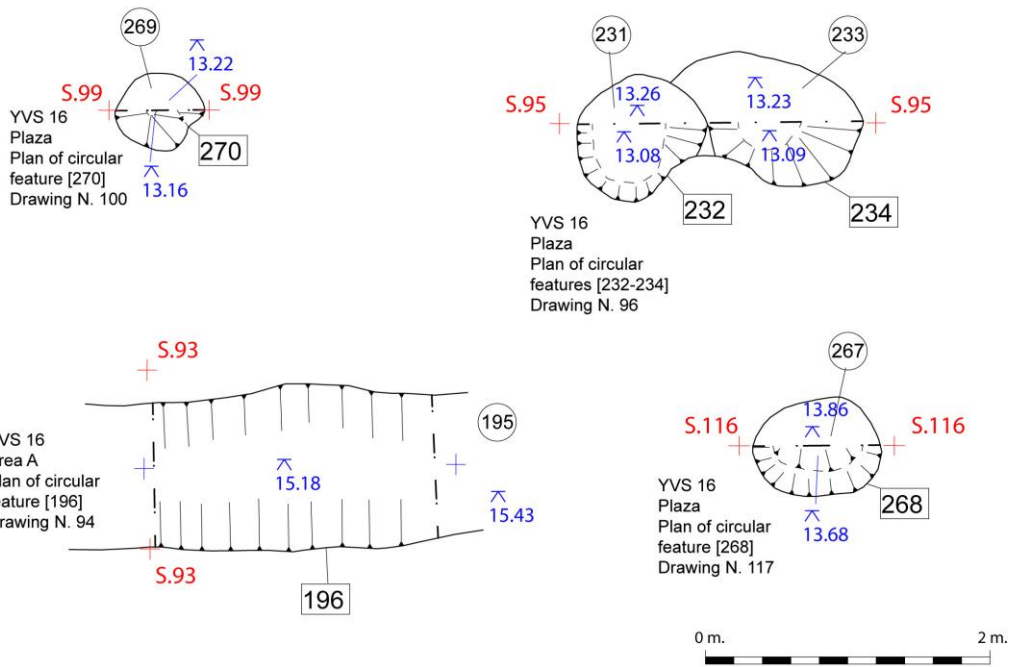 269
13.22
S.99
S.99
YVS 16
Plaza
Plan of circular
feature [270]
Drawing N. 100
270
13.16
231
233
13.26
13.23
S.95
S.95
13.08
13.09
232
234
YVS 16
Plaza
Plan of circular
features [232-234]
Drawing N. 96
S.93
195
VS 16
rea A
lan of circular
eature [196]
rawing N. 94
15.18
15.43
S.93
196
267
13.86
S.116
S.116
YVS 16
Plaza
Plan of circular
feature [268]
Drawing N. 117
268
13.68
0 m.
2 m.